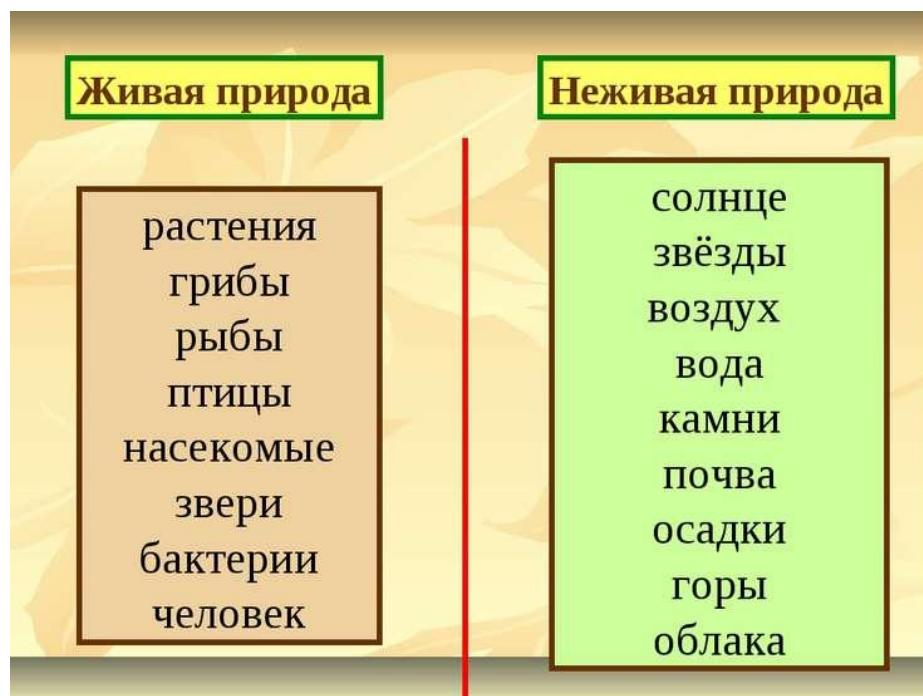 Живая природа
растения
грибы
рыбы
птицы
насекомые
звери
бактерии
человек
Неживая природа
солнце
звёзды
воздух
вода
камни
почва
осадки
горы
облака